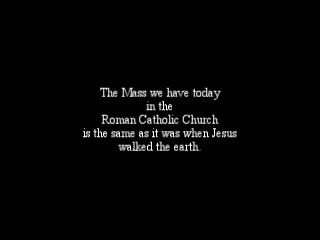 The Mass we have today
in the
Roman Catholic Church
is the same as it was when Jesus
walked the earth.